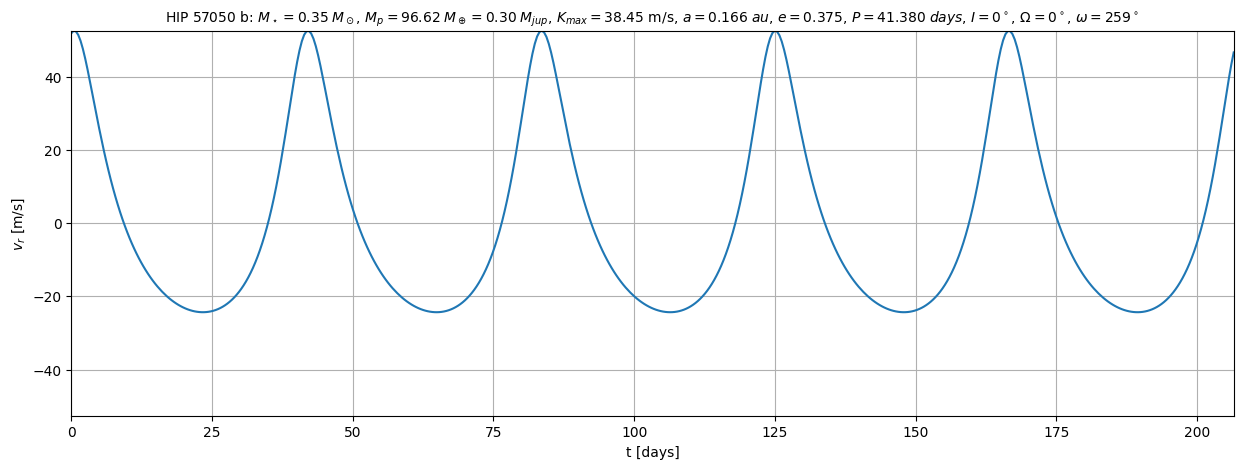 HIP 57050 b: M⋆ = 0.35 M⊙, Mp = 96.62 M⊕ = 0.30 Mjup, Kmax = 38.45 m/s, a = 0.166 au, e = 0.375, P = 41.380 days, I = 0°, Ω = 0°, ω = 259°
40
20
0
−20
−40
vr [m/s]
0 25 50 75 100 125 150 175 200
t [days]